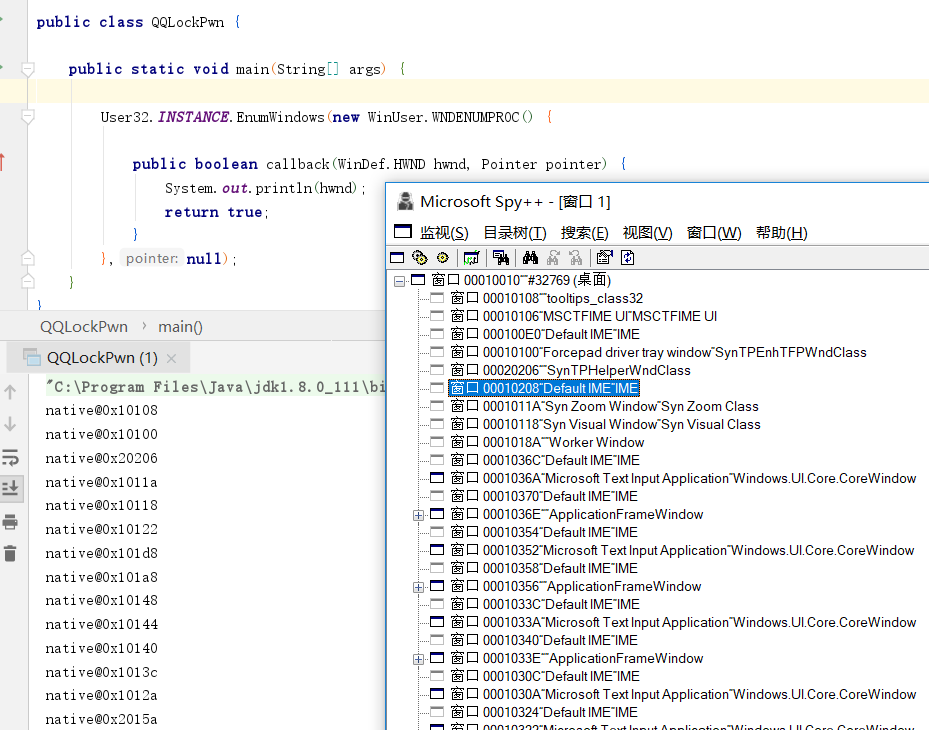 public class QQLockPwn {
public static void main(String[] args) {
User32.INSTANCE.EnumWindows(new WinUser.WNDENUMPROC() {
public boolean callback(WinDef.HWND hwnd, Pointer pointer) {
System.out.println(hwnd);
return true;
}
}, pointer: null);
}
}
QQLockPwn › main()
QQLockPwn (1) ×
"C:\Program Files\Java\jdk1.8.0_111\bi
native@0x10108
native@0x10100
native@0x20206
native@0x1011a
native@0x10118
native@0x10122
native@0x101d8
native@0x101a8
native@0x10148
native@0x10144
native@0x10140
native@0x1013c
native@0x1012a
native@0x2015a
Microsoft Spy++ - [窗口 1]
监视(S) 目录树(T) 搜索(E) 视图(V) 窗口(W) 帮助(H)
窗口 00010010""#32769 (桌面)
窗口 00010108""tooltips_class32
窗口 00010106"MSCTFIME UI"MSCTFIME UI
窗口 000100E0"Default IME"IME
窗口 00010100"Forcepad driver tray window"SynTPEnhTFPWndClass
窗口 00020206""SynTPHelperWndClass
窗口 00010208"Default IME"IME
窗口 0001011A"Syn Zoom Window"Syn Zoom Class
窗口 00010118"Syn Visual Window"Syn Visual Class
窗口 0001018A""Worker Window
窗口 0001036C"Default IME"IME
窗口 0001036A"Microsoft Text Input Application"Windows.UI.Core.CoreWindow
窗口 00010370"Default IME"IME
窗口 0001036E""ApplicationFrameWindow
窗口 00010354"Default IME"IME
窗口 00010352"Microsoft Text Input Application"Windows.UI.Core.CoreWindow
窗口 00010358"Default IME"IME
窗口 00010356""ApplicationFrameWindow
窗口 0001033C"Default IME"IME
窗口 0001033A"Microsoft Text Input Application"Windows.UI.Core.CoreWindow
窗口 00010340"Default IME"IME
窗口 0001033E""ApplicationFrameWindow
窗口 0001030C"Default IME"IME
窗口 0001030A"Microsoft Text Input Application"Windows.UI.Core.CoreWindow
窗口 00010324"Default IME"IME
窗口 00010322"Microsoft Text Input Application"Windows.UI.Core.CoreWindow